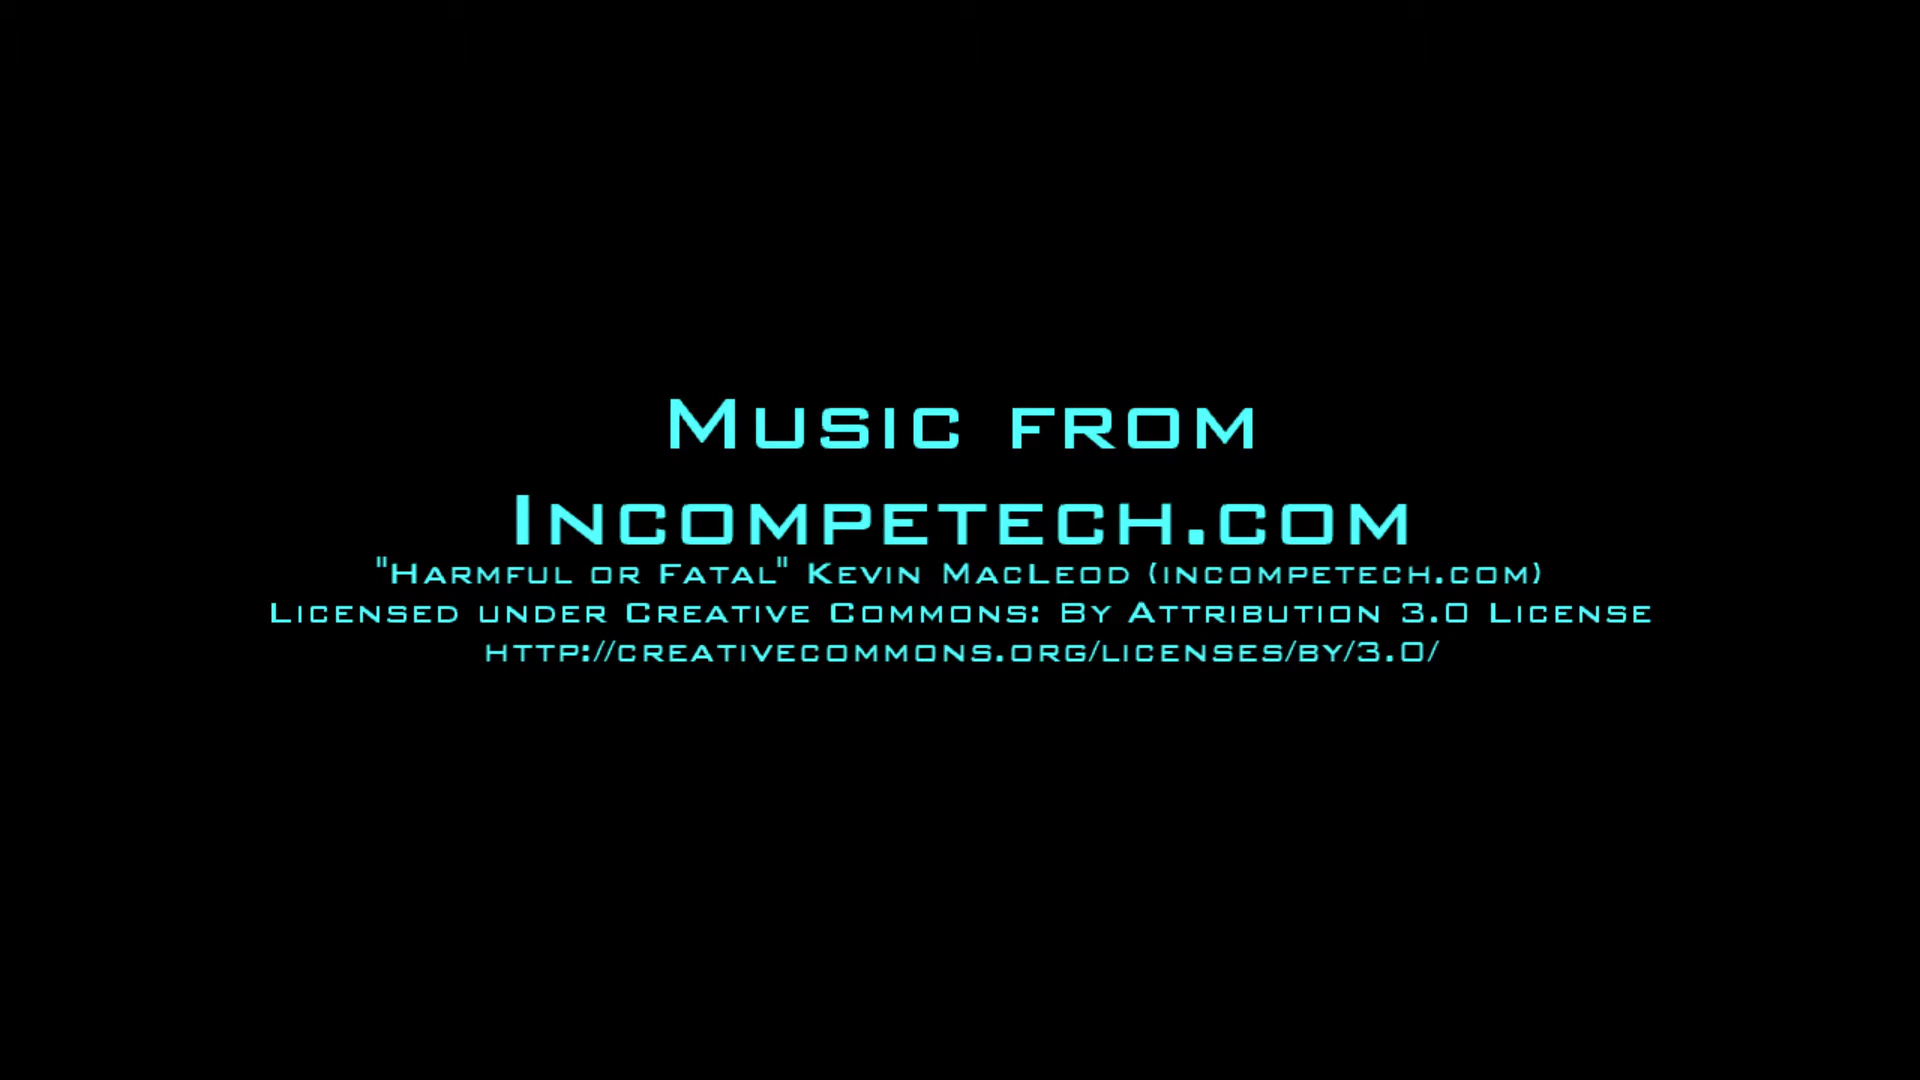 Music from
Incompetech.com
"Harmful or Fatal" Kevin MacLeod (incompetech.com)
Licensed under Creative Commons: By Attribution 3.0 License
http://creativecommons.org/licenses/by/3.0/